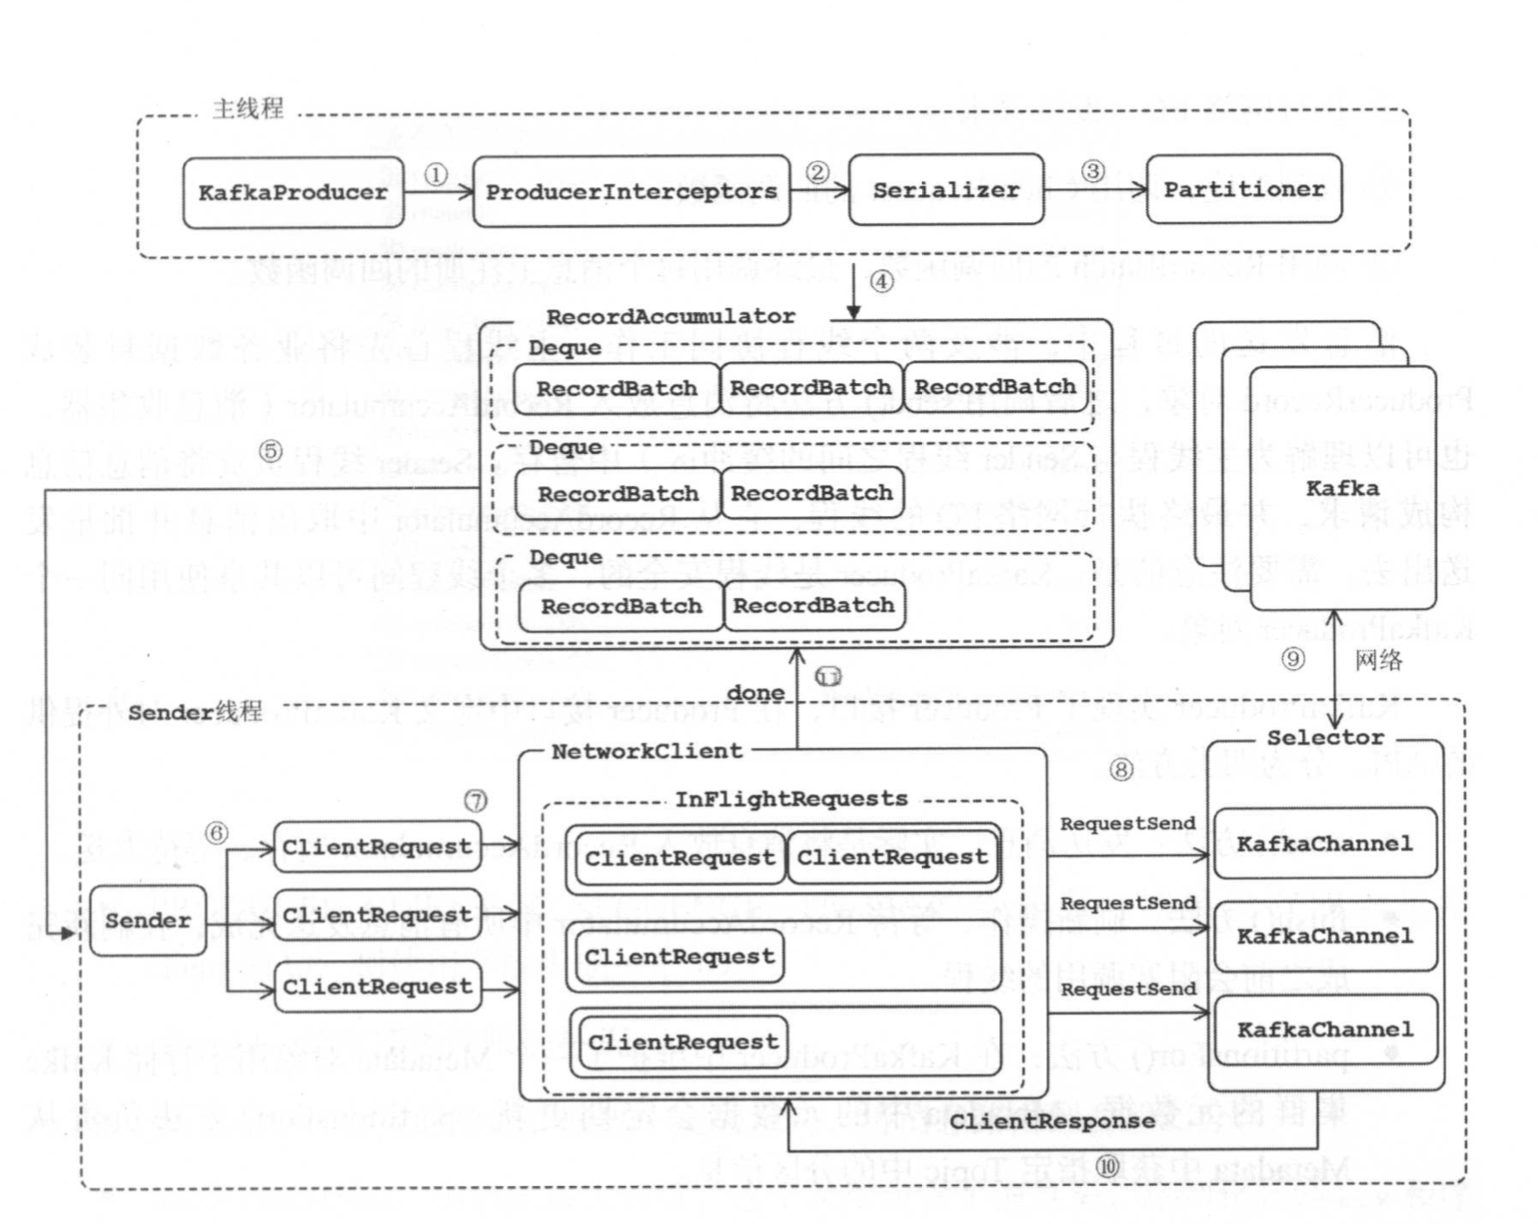 主线程
KafkaProducer
①
ProducerInterceptors
②
Serializer
③
Partitioner
④
RecordAccumulator
Deque
RecordBatch
RecordBatch
RecordBatch
Deque
RecordBatch
RecordBatch
Deque
RecordBatch
RecordBatch
⑤
Kafka
⑨
网络
done
⑪
Sender线程
Sender
⑥
ClientRequest
ClientRequest
ClientRequest
⑦
NetworkClient
InFlightRequests
ClientRequest
ClientRequest
ClientRequest
ClientRequest
⑧
RequestSend
RequestSend
RequestSend
Selector
KafkaChannel
KafkaChannel
KafkaChannel
ClientResponse
⑩